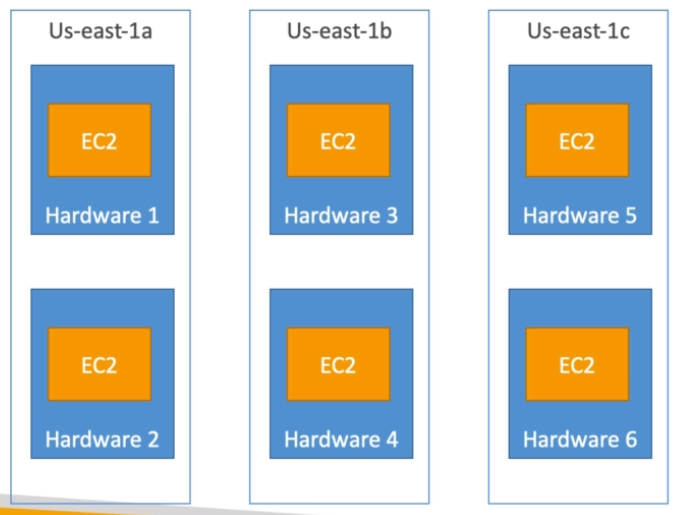 Us-east-1a
EC2
Hardware 1
EC2
Hardware 2
Us-east-1b
EC2
Hardware 3
EC2
Hardware 4
Us-east-1c
EC2
Hardware 5
EC2
Hardware 6